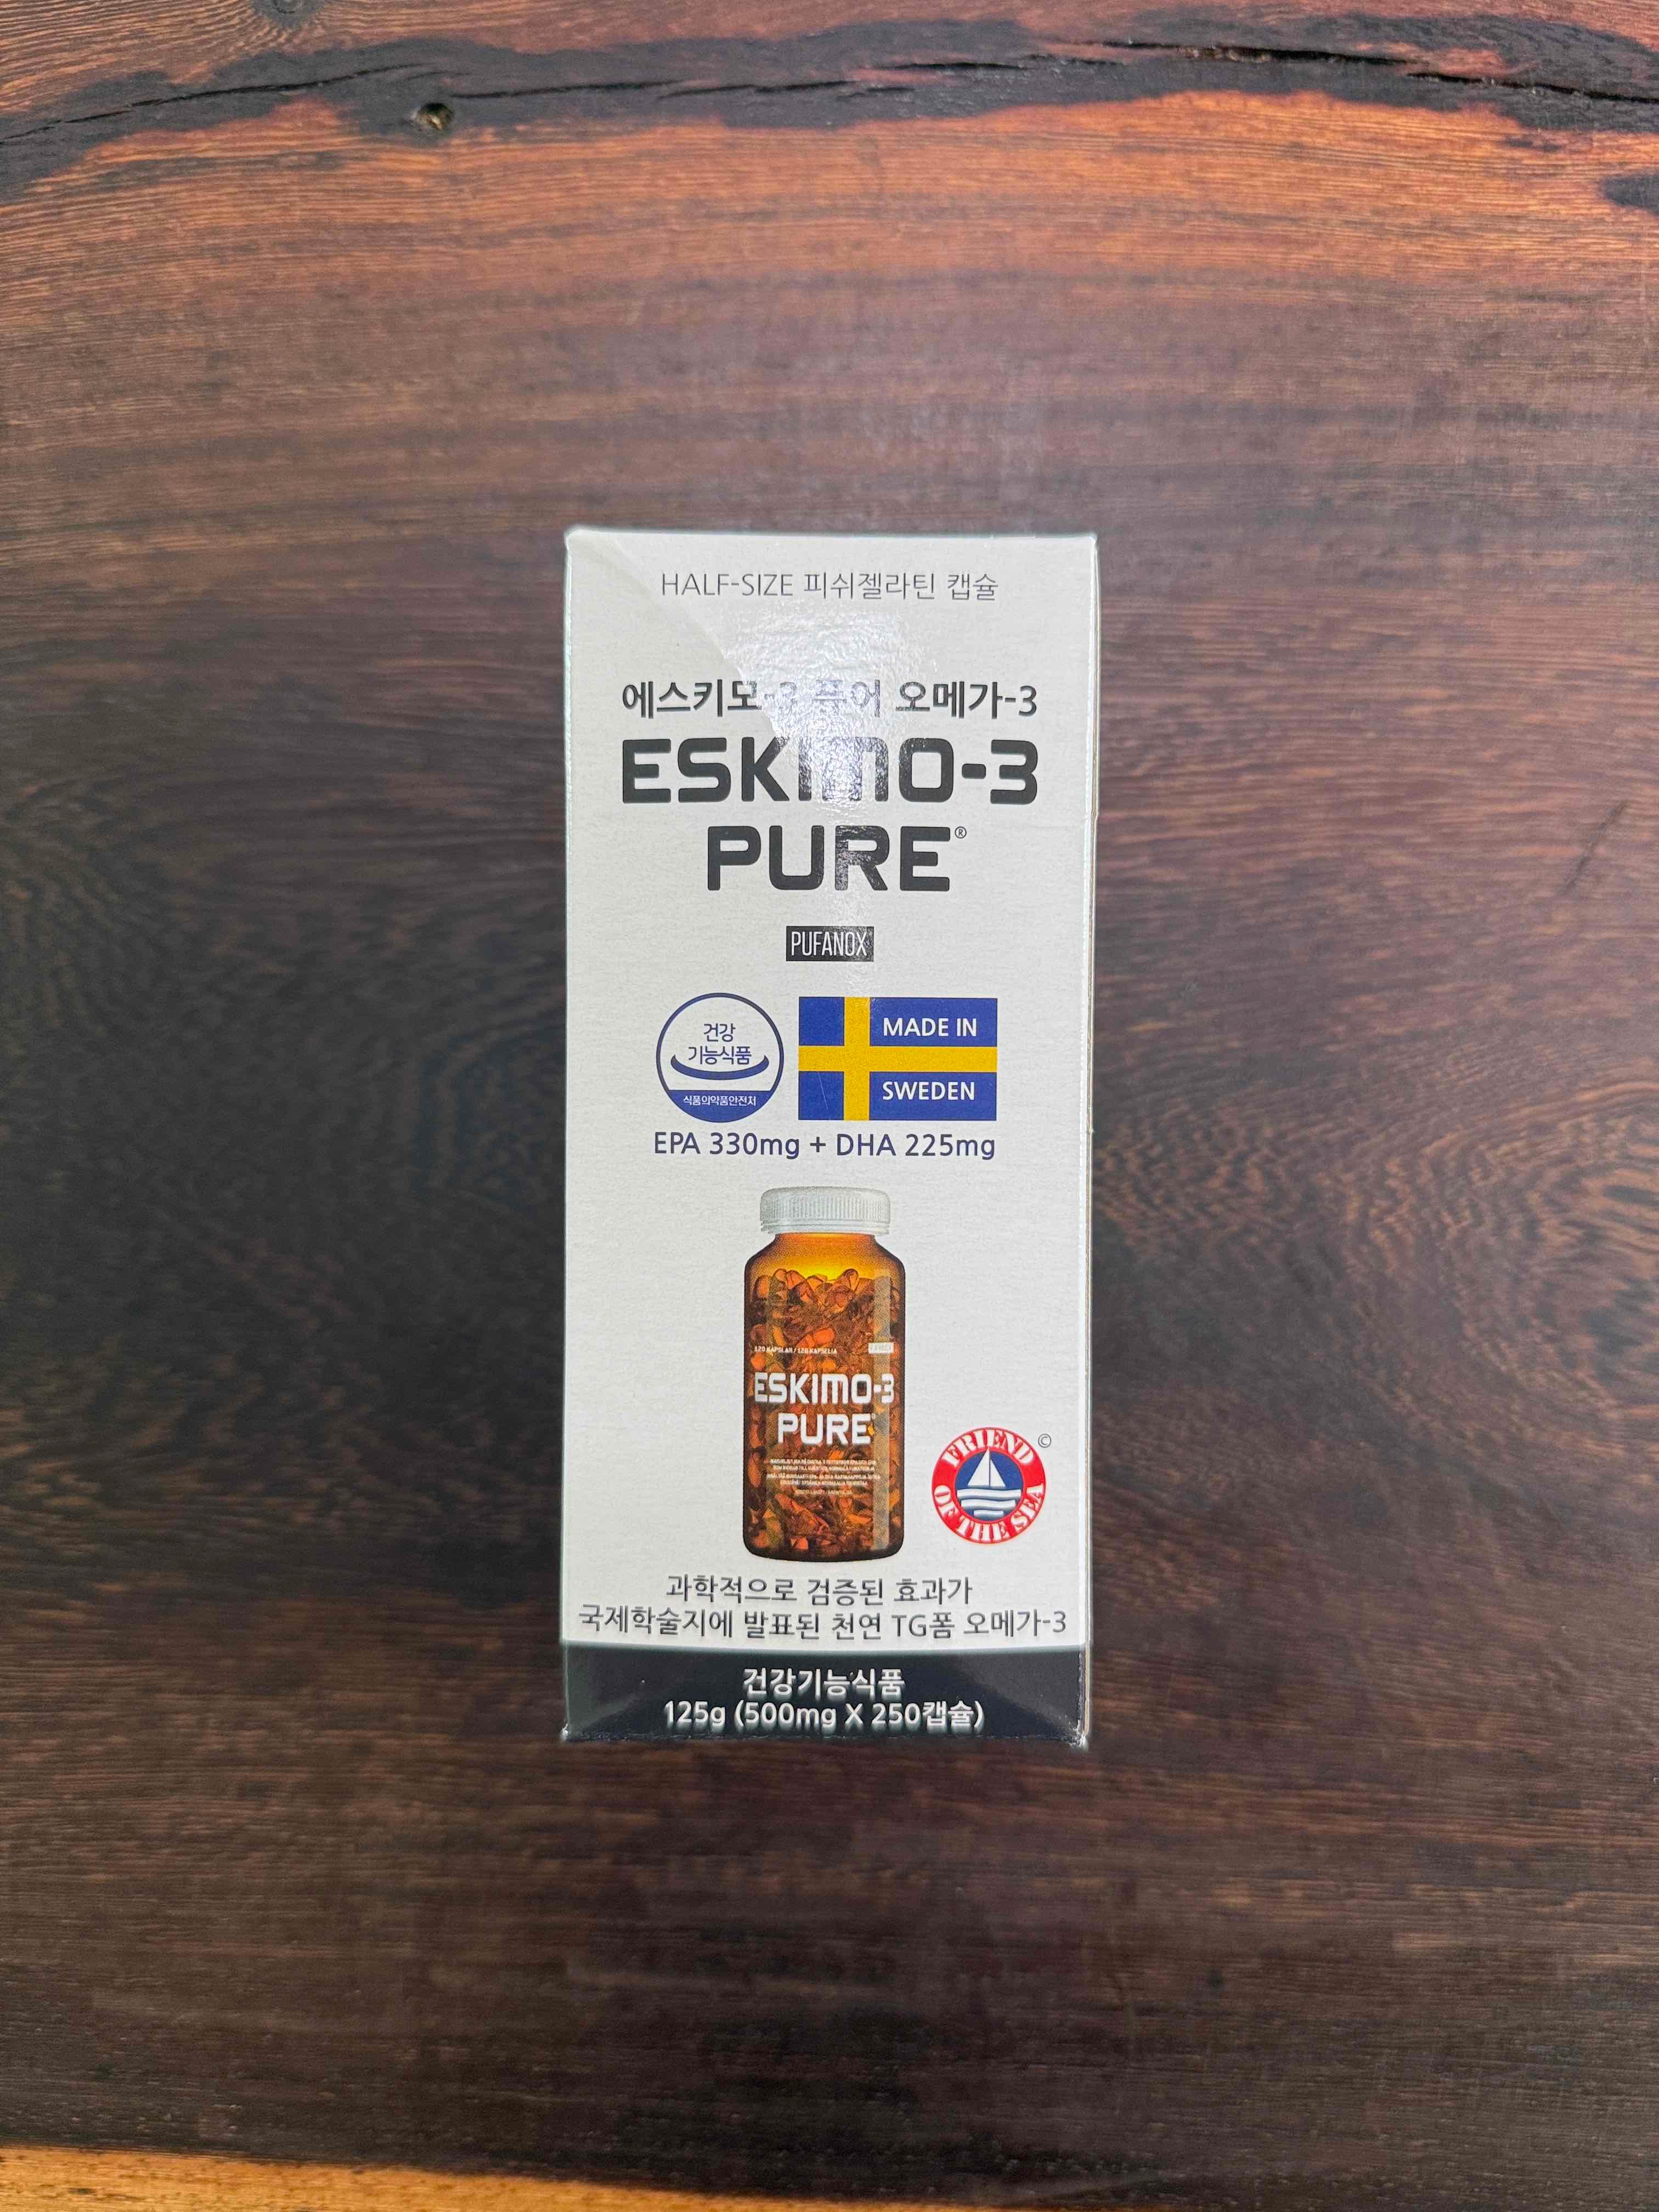 HALF-SIZE 피쉬젤라틴 캡슐
에스키모-3 퓨어 오메가-3
ESKIMO-3
PURE®
PUFANOX
건강
기능식품
식품의약품안전처
MADE IN
SWEDEN
EPA 330mg + DHA 225mg
120 KAPSLAR / 120 KAPSELIA
ESKIMO-3
PURE
FRIEND
OF THE SEA
©
과학적으로 검증된 효과가
국제학술지에 발표된 천연 TG폼 오메가-3
건강기능식품
125g (500mg X 250캡슐)